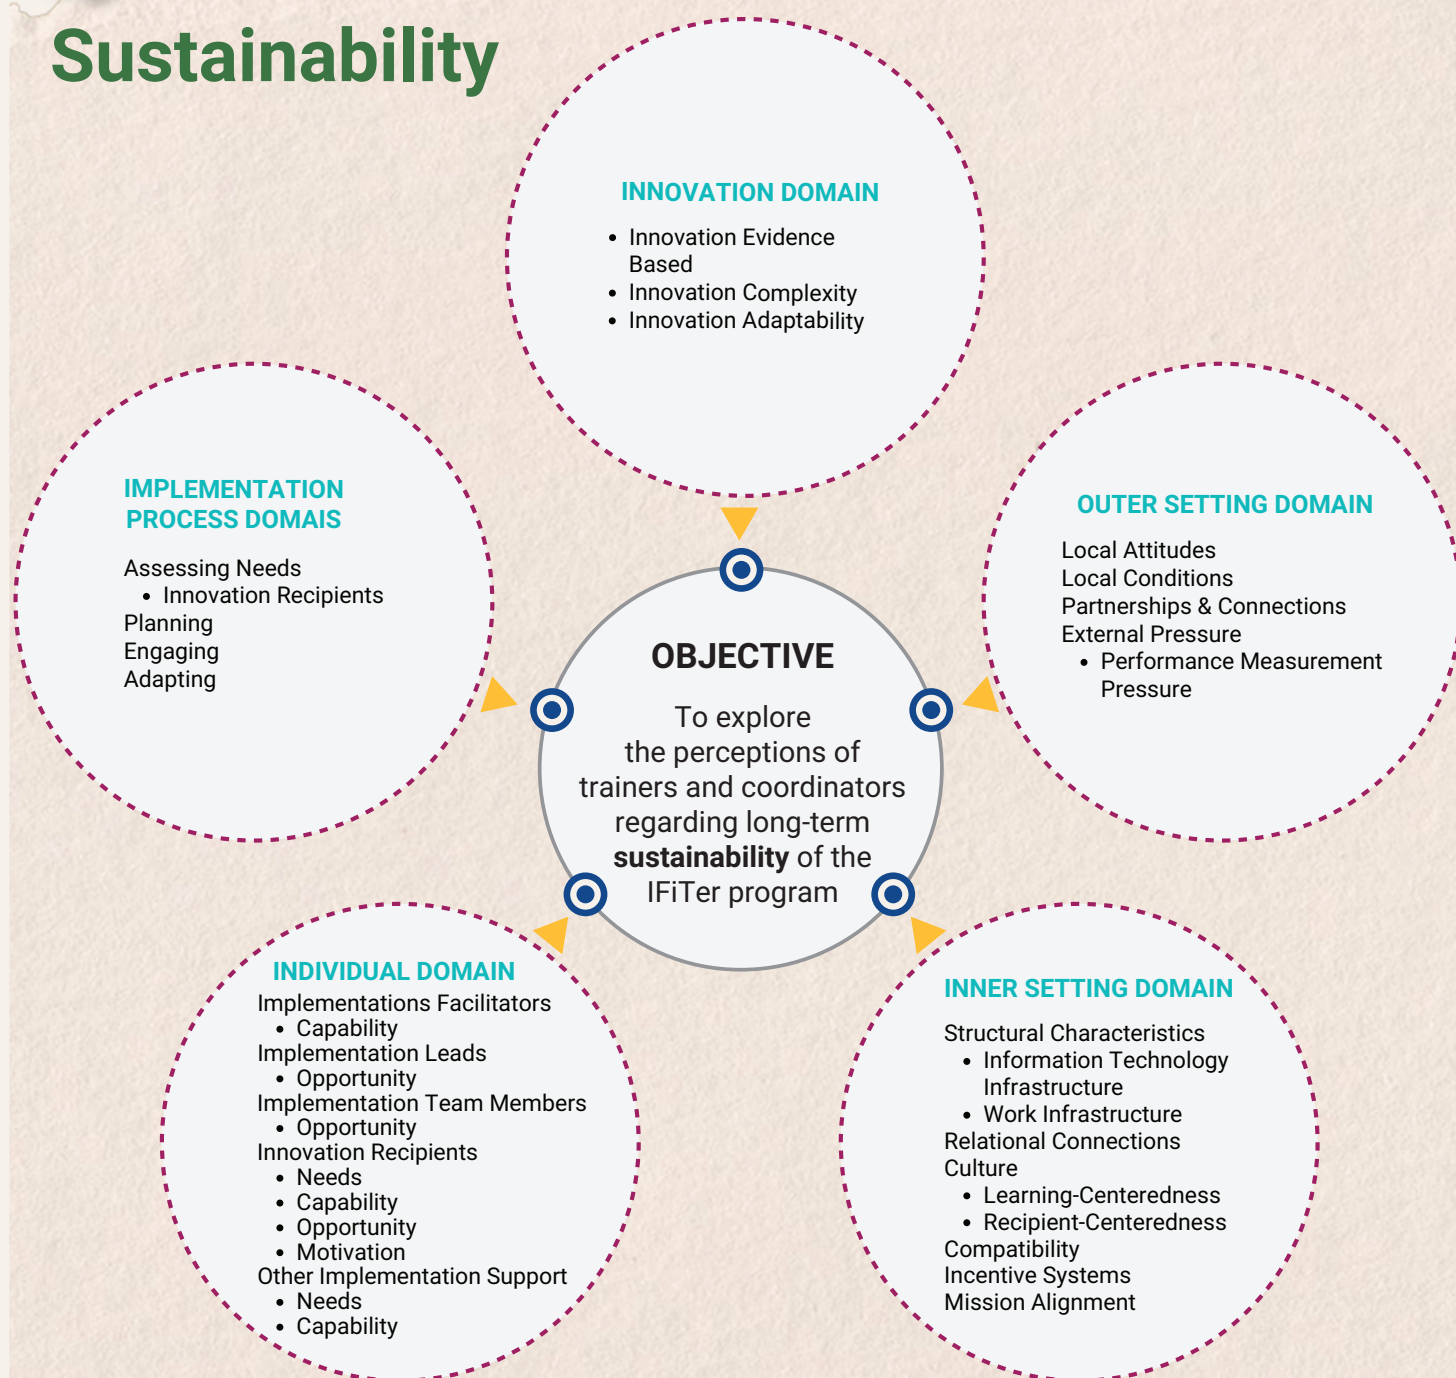 Sustainability
INNOVATION DOMAIN
• Innovation Evidence
Based
• Innovation Complexity
• Innovation Adaptability
IMPLEMENTATION
PROCESS DOMAIS
Assessing Needs
• Innovation Recipients
Planning
Engaging
Adapting
OUTER SETTING DOMAIN
Local Attitudes
Local Conditions
Partnerships & Connections
External Pressure
• Performance Measurement
Pressure
OBJECTIVE
To explore
the perceptions of
trainers and coordinators
regarding long-term
sustainability of the
IFiTer program
INDIVIDUAL DOMAIN
Implementations Facilitators
• Capability
Implementation Leads
• Opportunity
Implementation Team Members
• Opportunity
Innovation Recipients
• Needs
• Capability
• Opportunity
• Motivation
Other Implementation Support
• Needs
• Capability
INNER SETTING DOMAIN
Structural Characteristics
• Information Technology
Infrastructure
• Work Infrastructure
Relational Connections
Culture
• Learning-Centeredness
• Recipient-Centeredness
Compatibility
Incentive Systems
Mission Alignment